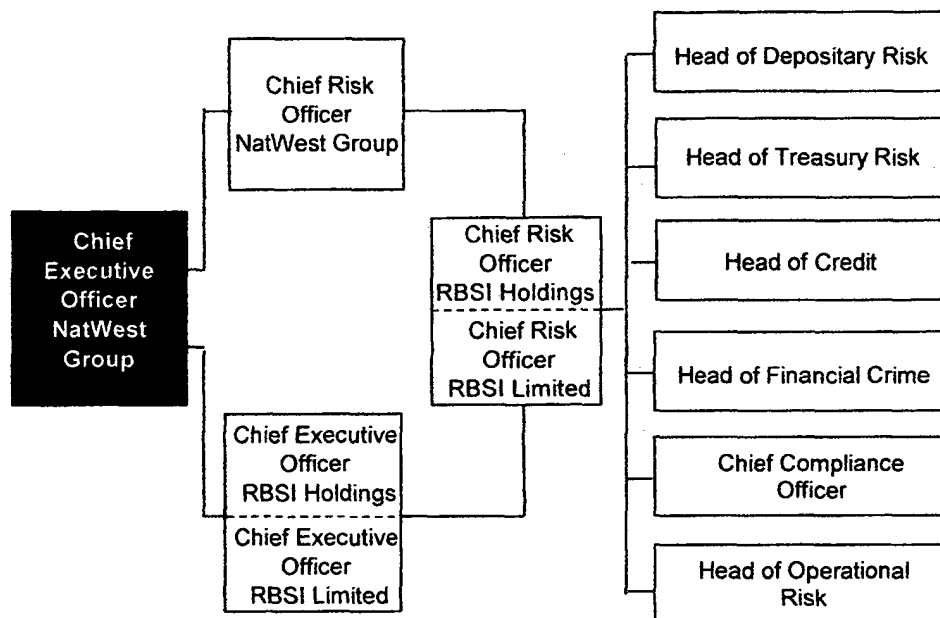 Chief
Executive
Officer
NatWest
Group
Chief Risk
Officer
NatWest Group
Chief Executive
Officer
RBSI Holdings
Chief Executive
Officer
RBSI Limited
Chief Risk
Officer
RBSI Holdings
Chief Risk
Officer
RBSI Limited
Head of Depositary Risk
Head of Treasury Risk
Head of Credit
Head of Financial Crime
Chief Compliance
Officer
Head of Operational
Risk